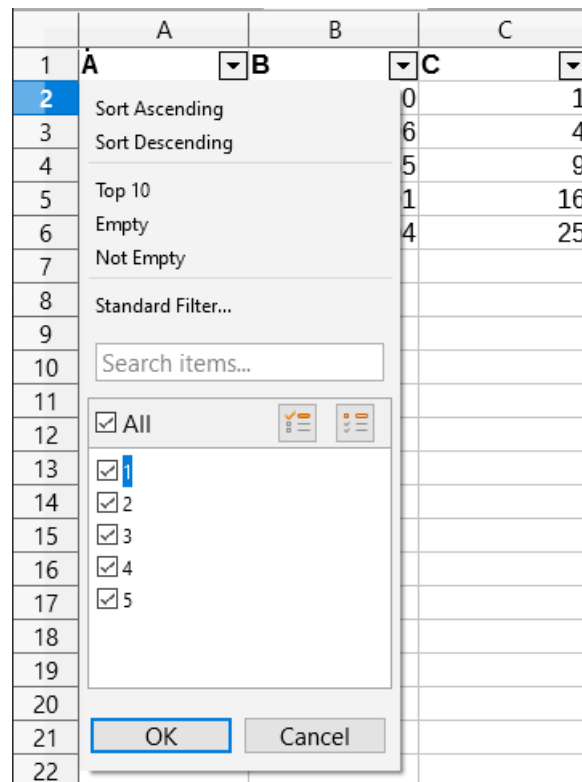 A B C
1 A B C
2 0 1
3 6 4
4 5 9
5 1 16
6 4 25
7
8
9
10
11
12
13
14
15
16
17
18
19
20
21
22
Sort Ascending
Sort Descending
Top 10
Empty
Not Empty
Standard Filter...
Search items...
All
1
2
3
4
5
OK Cancel